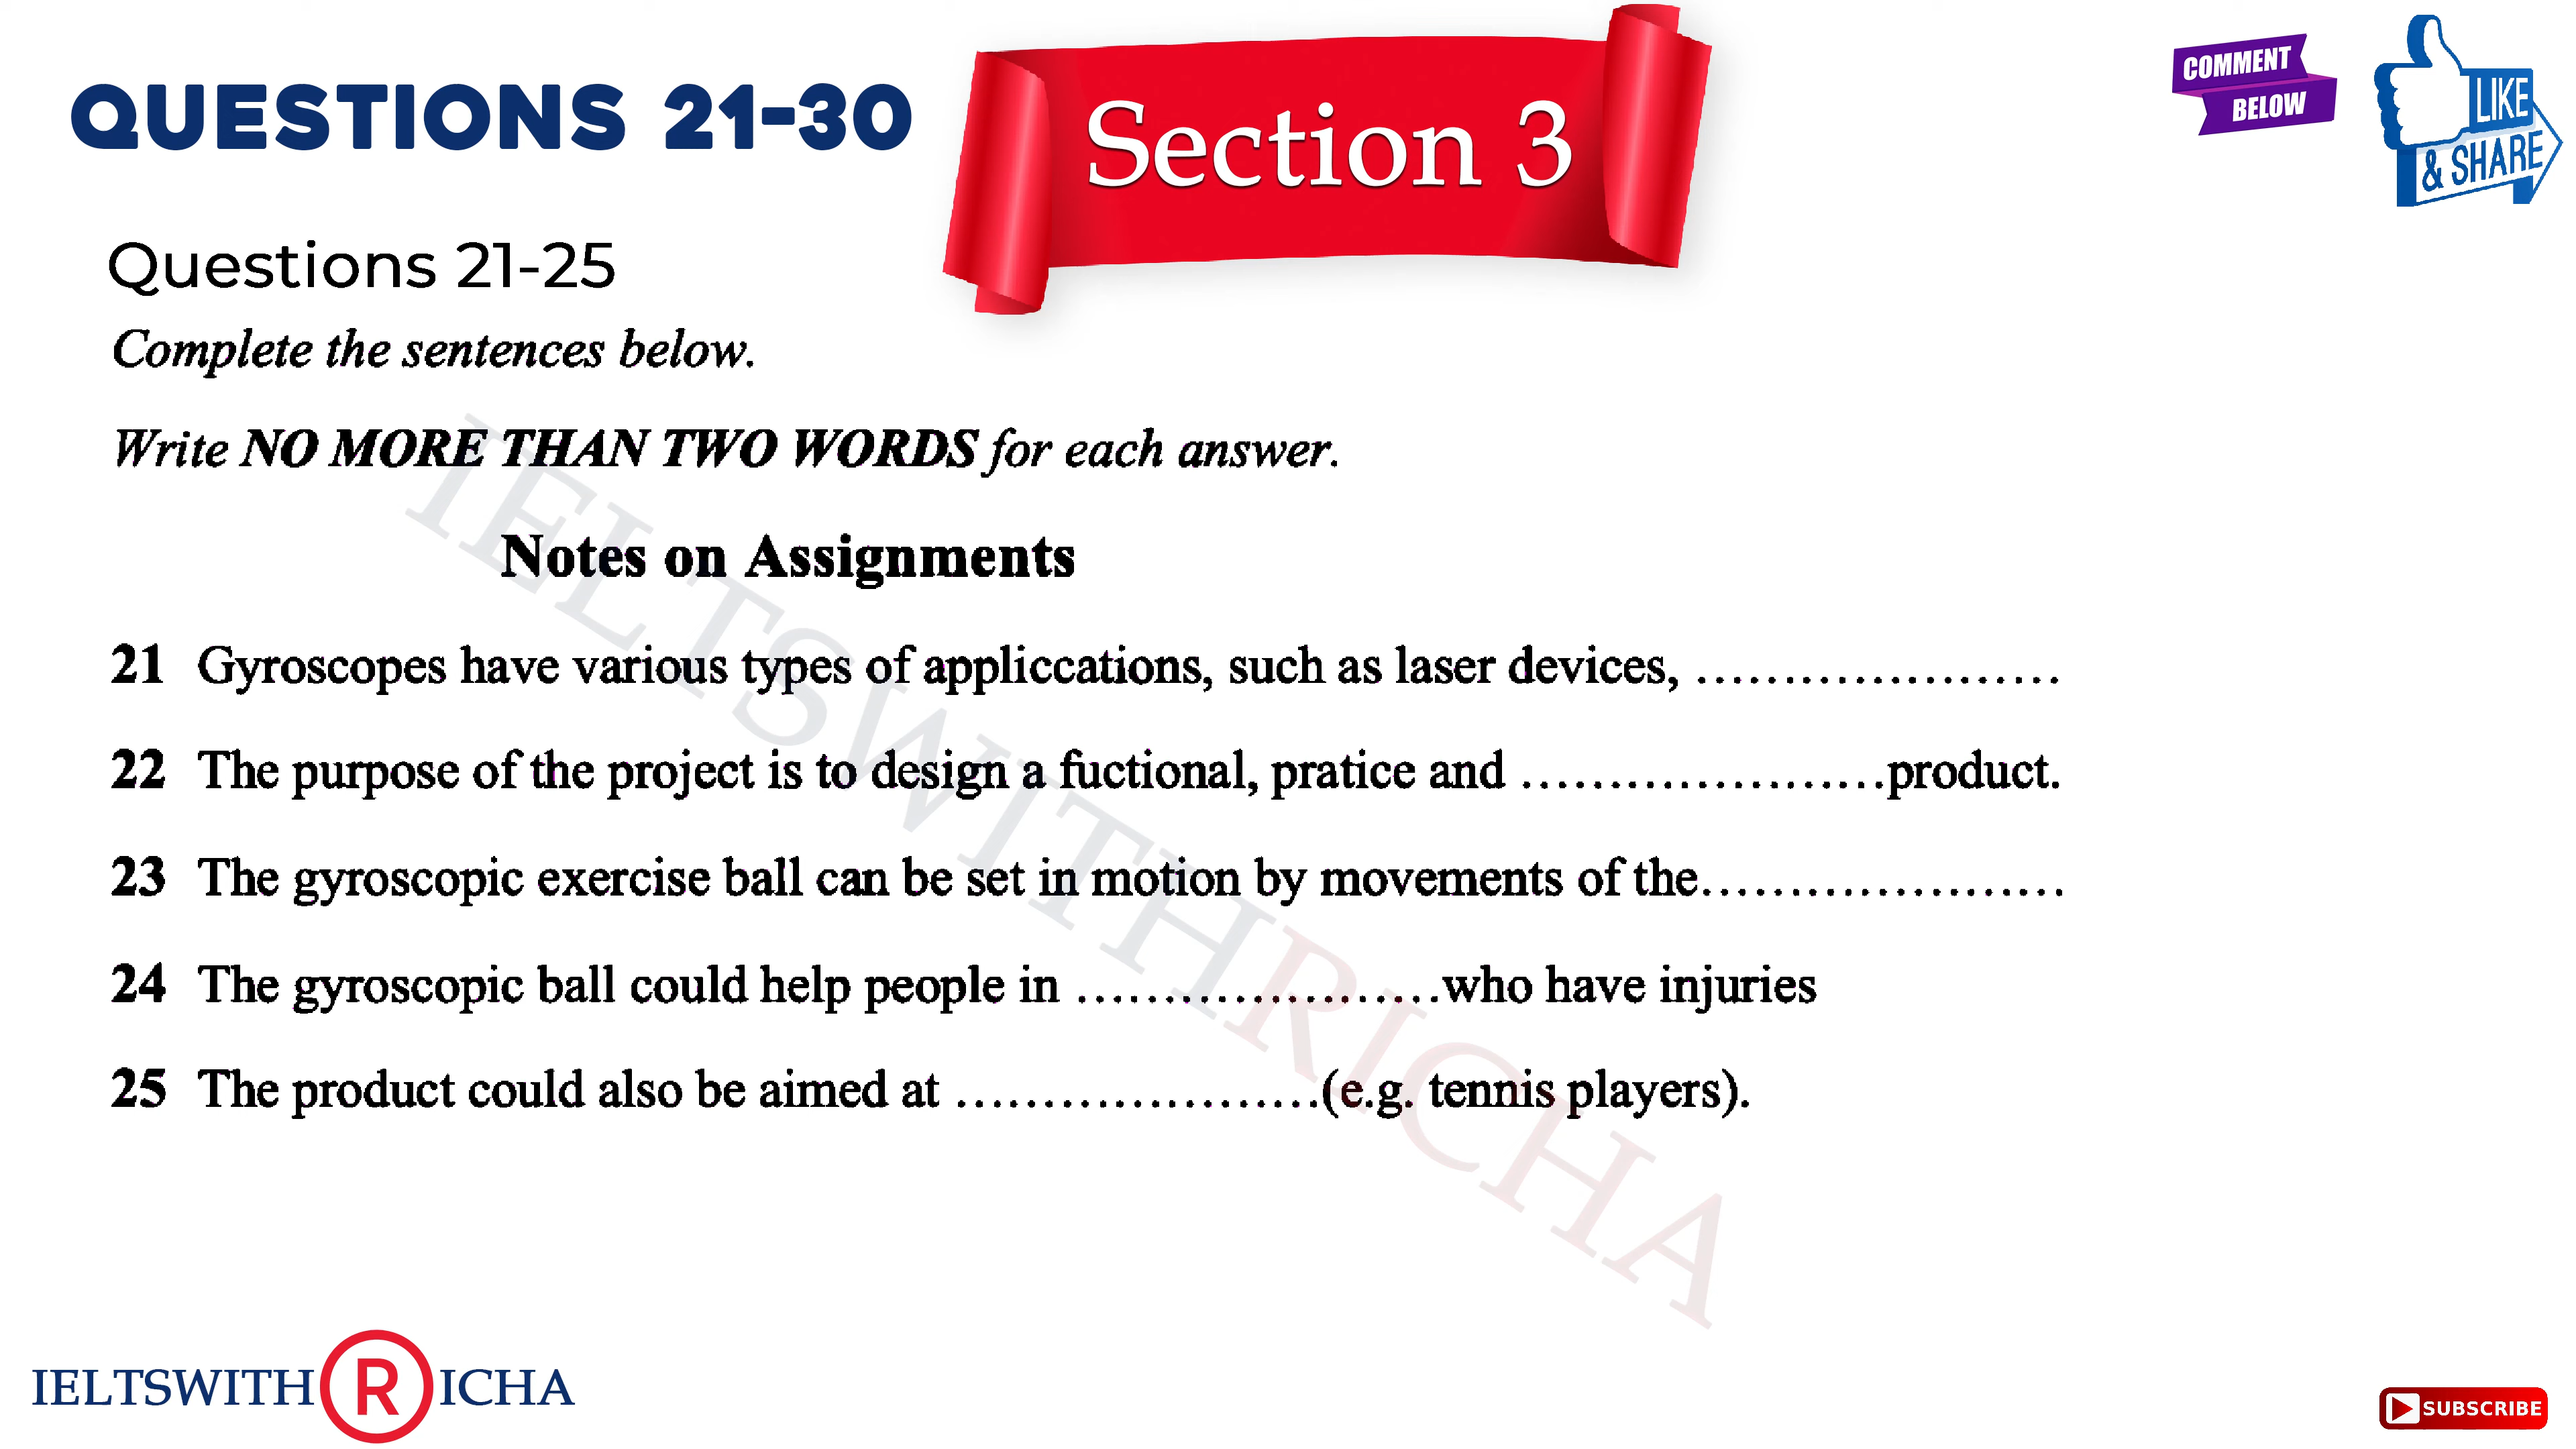 QUESTIONS 21-30
Section 3
COMMENT
BELOW
LIKE
& SHARE
Questions 21-25
Complete the sentences below.
Write NO MORE THAN TWO WORDS for each answer.
Notes on Assignments
21 Gyroscopes have various types of appliccations, such as laser devices, .....................
22 The purpose of the project is to design a fuctional, pratice and .....................product.
23 The gyroscopic exercise ball can be set in motion by movements of the.....................
24 The gyroscopic ball could help people in .....................who have injuries
25 The product could also be aimed at .....................(e.g. tennis players).
IELTSWITHRICHA
IELTSWITHRICHA
SUBSCRIBE